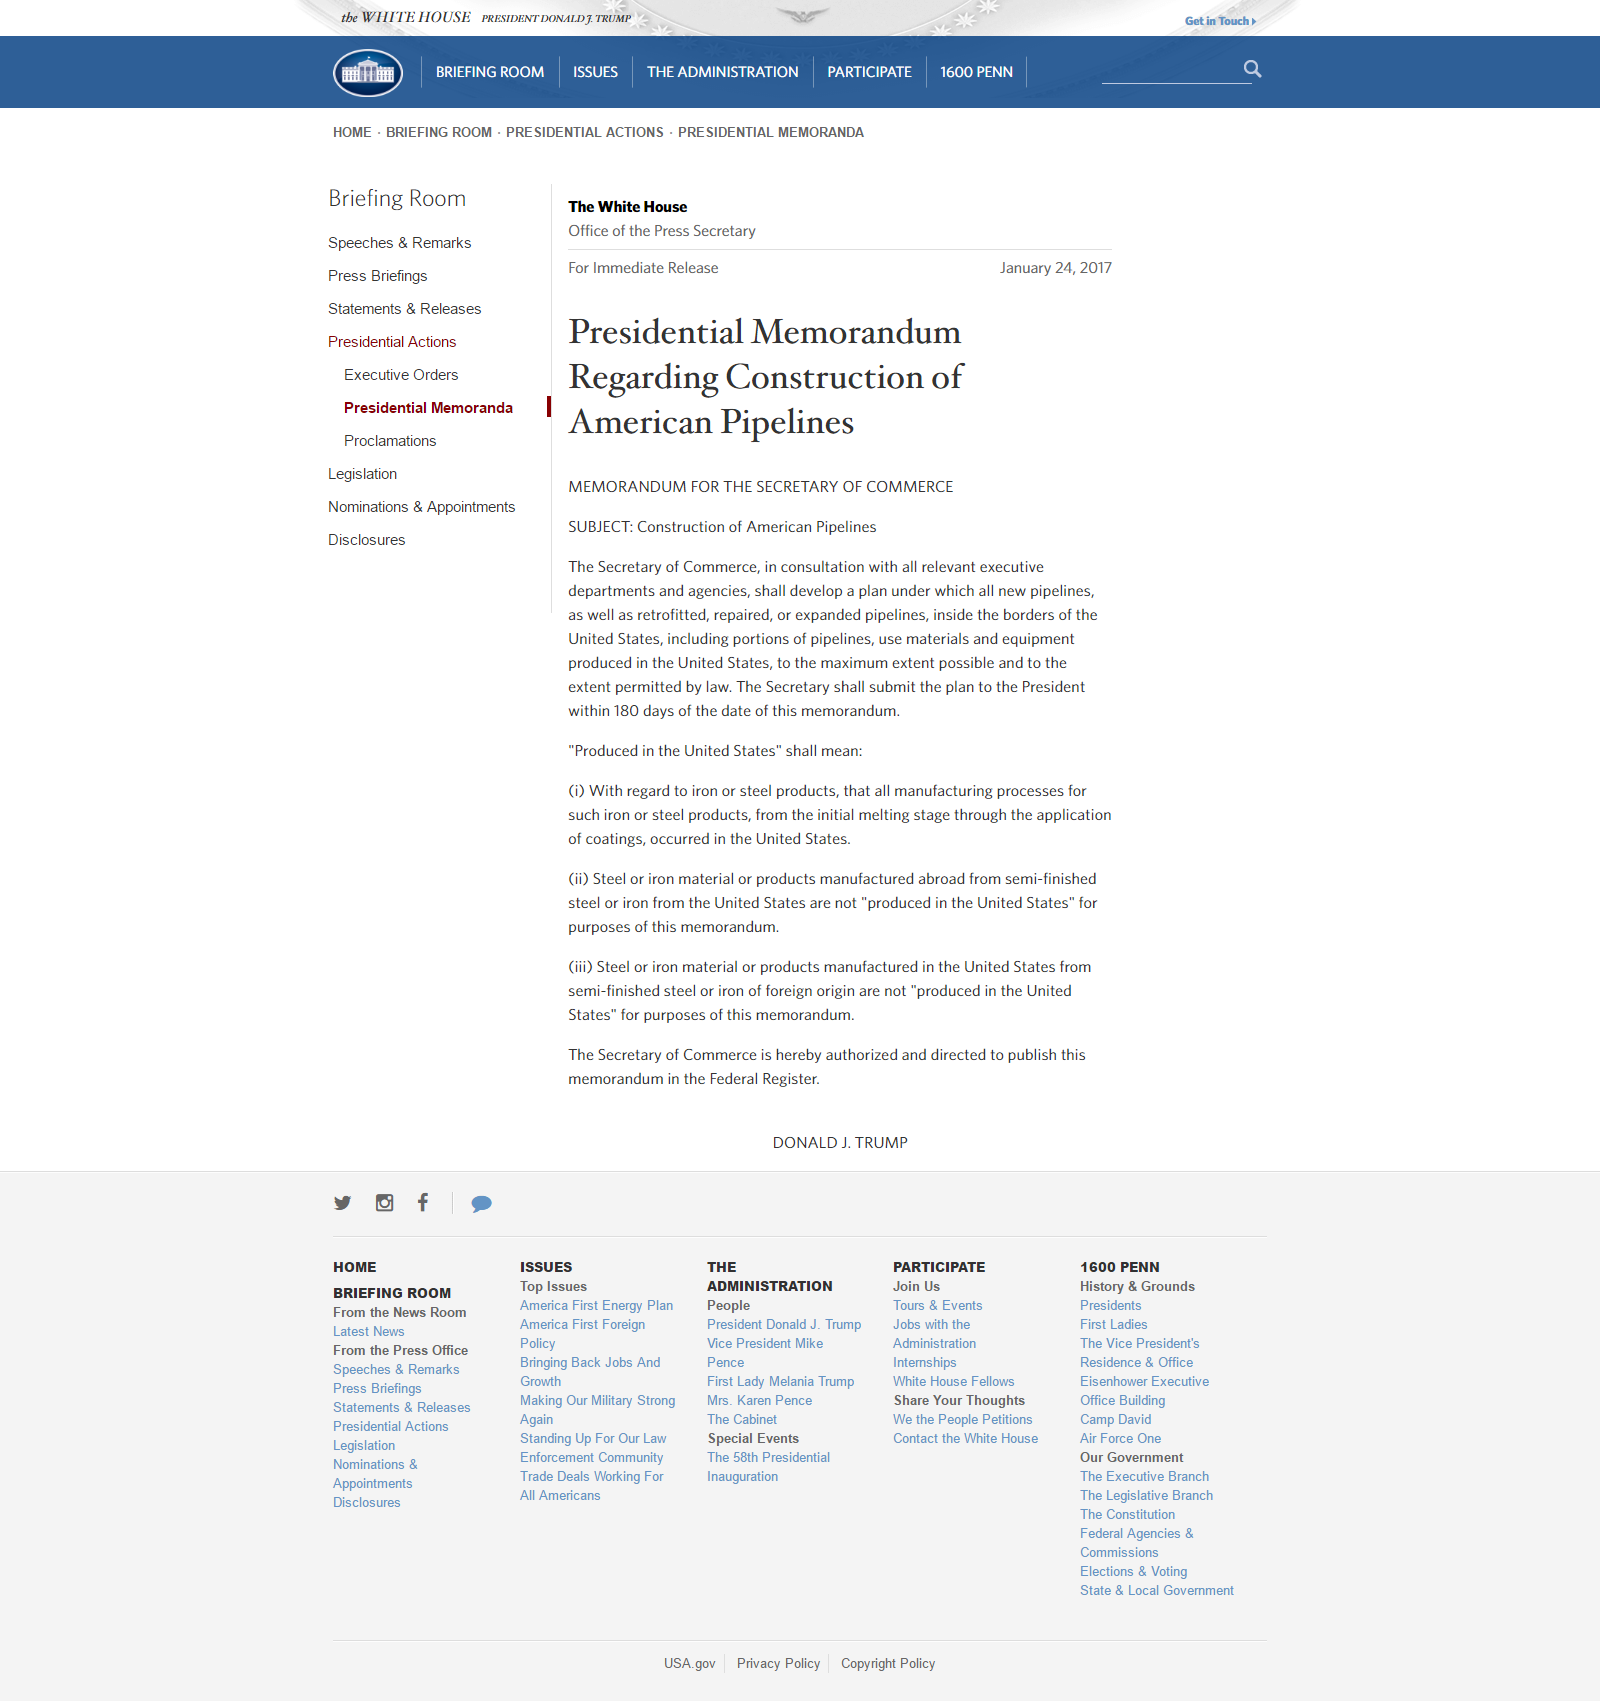 the WHITE HOUSE PRESIDENT DONALD J. TRUMP
Get in Touch
BRIEFING ROOM ISSUES THE ADMINISTRATION PARTICIPATE 1600 PENN
HOME · BRIEFING ROOM · PRESIDENTIAL ACTIONS · PRESIDENTIAL MEMORANDA
Briefing Room
Speeches & Remarks
Press Briefings
Statements & Releases
Presidential Actions
Executive Orders
Presidential Memoranda
Proclamations
Legislation
Nominations & Appointments
Disclosures
The White House
Office of the Press Secretary
For Immediate Release January 24, 2017
Presidential Memorandum
Regarding Construction of
American Pipelines
MEMORANDUM FOR THE SECRETARY OF COMMERCE
SUBJECT: Construction of American Pipelines
The Secretary of Commerce, in consultation with all relevant executive
departments and agencies, shall develop a plan under which all new pipelines,
as well as retrofitted, repaired, or expanded pipelines, inside the borders of the
United States, including portions of pipelines, use materials and equipment
produced in the United States, to the maximum extent possible and to the
extent permitted by law. The Secretary shall submit the plan to the President
within 180 days of the date of this memorandum.
"Produced in the United States" shall mean:
(i) With regard to iron or steel products, that all manufacturing processes for
such iron or steel products, from the initial melting stage through the application
of coatings, occurred in the United States.
(ii) Steel or iron material or products manufactured abroad from semi-finished
steel or iron from the United States are not "produced in the United States" for
purposes of this memorandum.
(iii) Steel or iron material or products manufactured in the United States from
semi-finished steel or iron of foreign origin are not "produced in the United
States" for purposes of this memorandum.
The Secretary of Commerce is hereby authorized and directed to publish this
memorandum in the Federal Register.
DONALD J. TRUMP
HOME
BRIEFING ROOM
From the News Room
Latest News
From the Press Office
Speeches & Remarks
Press Briefings
Statements & Releases
Presidential Actions
Legislation
Nominations &
Appointments
Disclosures
ISSUES
Top Issues
America First Energy Plan
America First Foreign
Policy
Bringing Back Jobs And
Growth
Making Our Military Strong
Again
Standing Up For Our Law
Enforcement Community
Trade Deals Working For
All Americans
THE
ADMINISTRATION
People
President Donald J. Trump
Vice President Mike
Pence
First Lady Melania Trump
Mrs. Karen Pence
The Cabinet
Special Events
The 58th Presidential
Inauguration
PARTICIPATE
Join Us
Tours & Events
Jobs with the
Administration
Internships
White House Fellows
Share Your Thoughts
We the People Petitions
Contact the White House
1600 PENN
History & Grounds
Presidents
First Ladies
The Vice President's
Residence & Office
Eisenhower Executive
Office Building
Camp David
Air Force One
Our Government
The Executive Branch
The Legislative Branch
The Constitution
Federal Agencies &
Commissions
Elections & Voting
State & Local Government
USA.gov Privacy Policy Copyright Policy